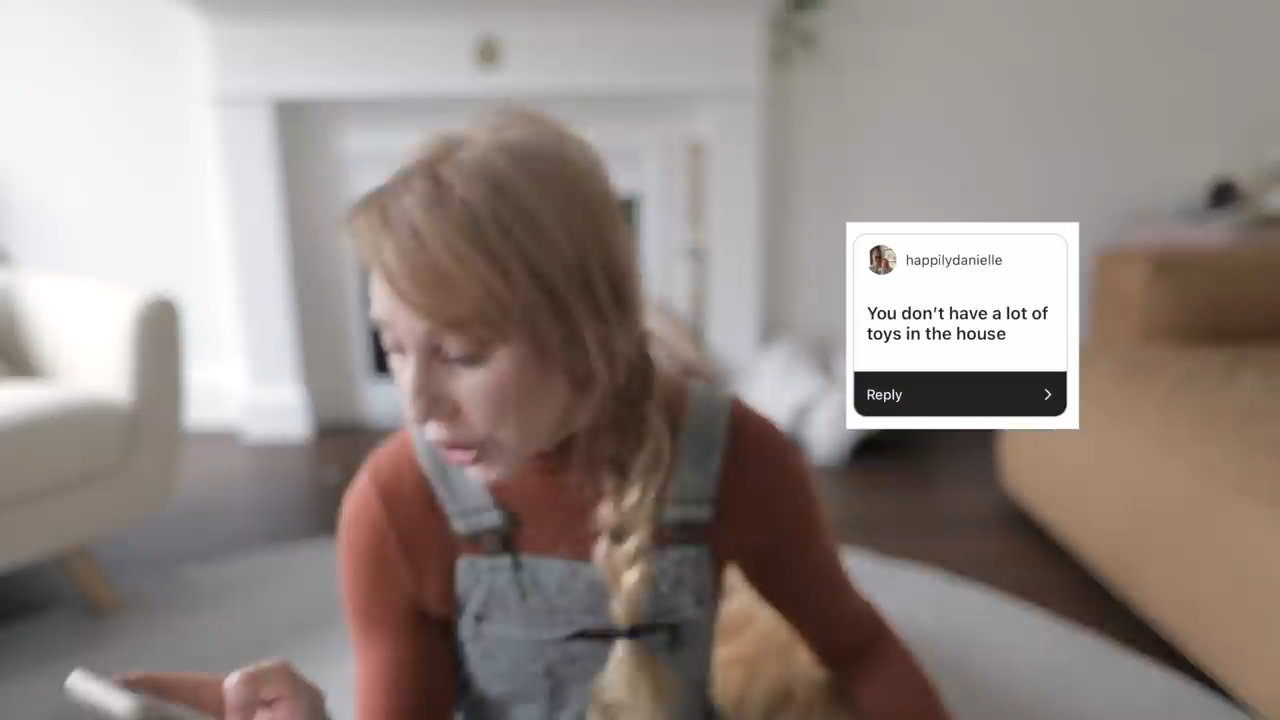 happilydanielle
You don’t have a lot of
toys in the house
Reply